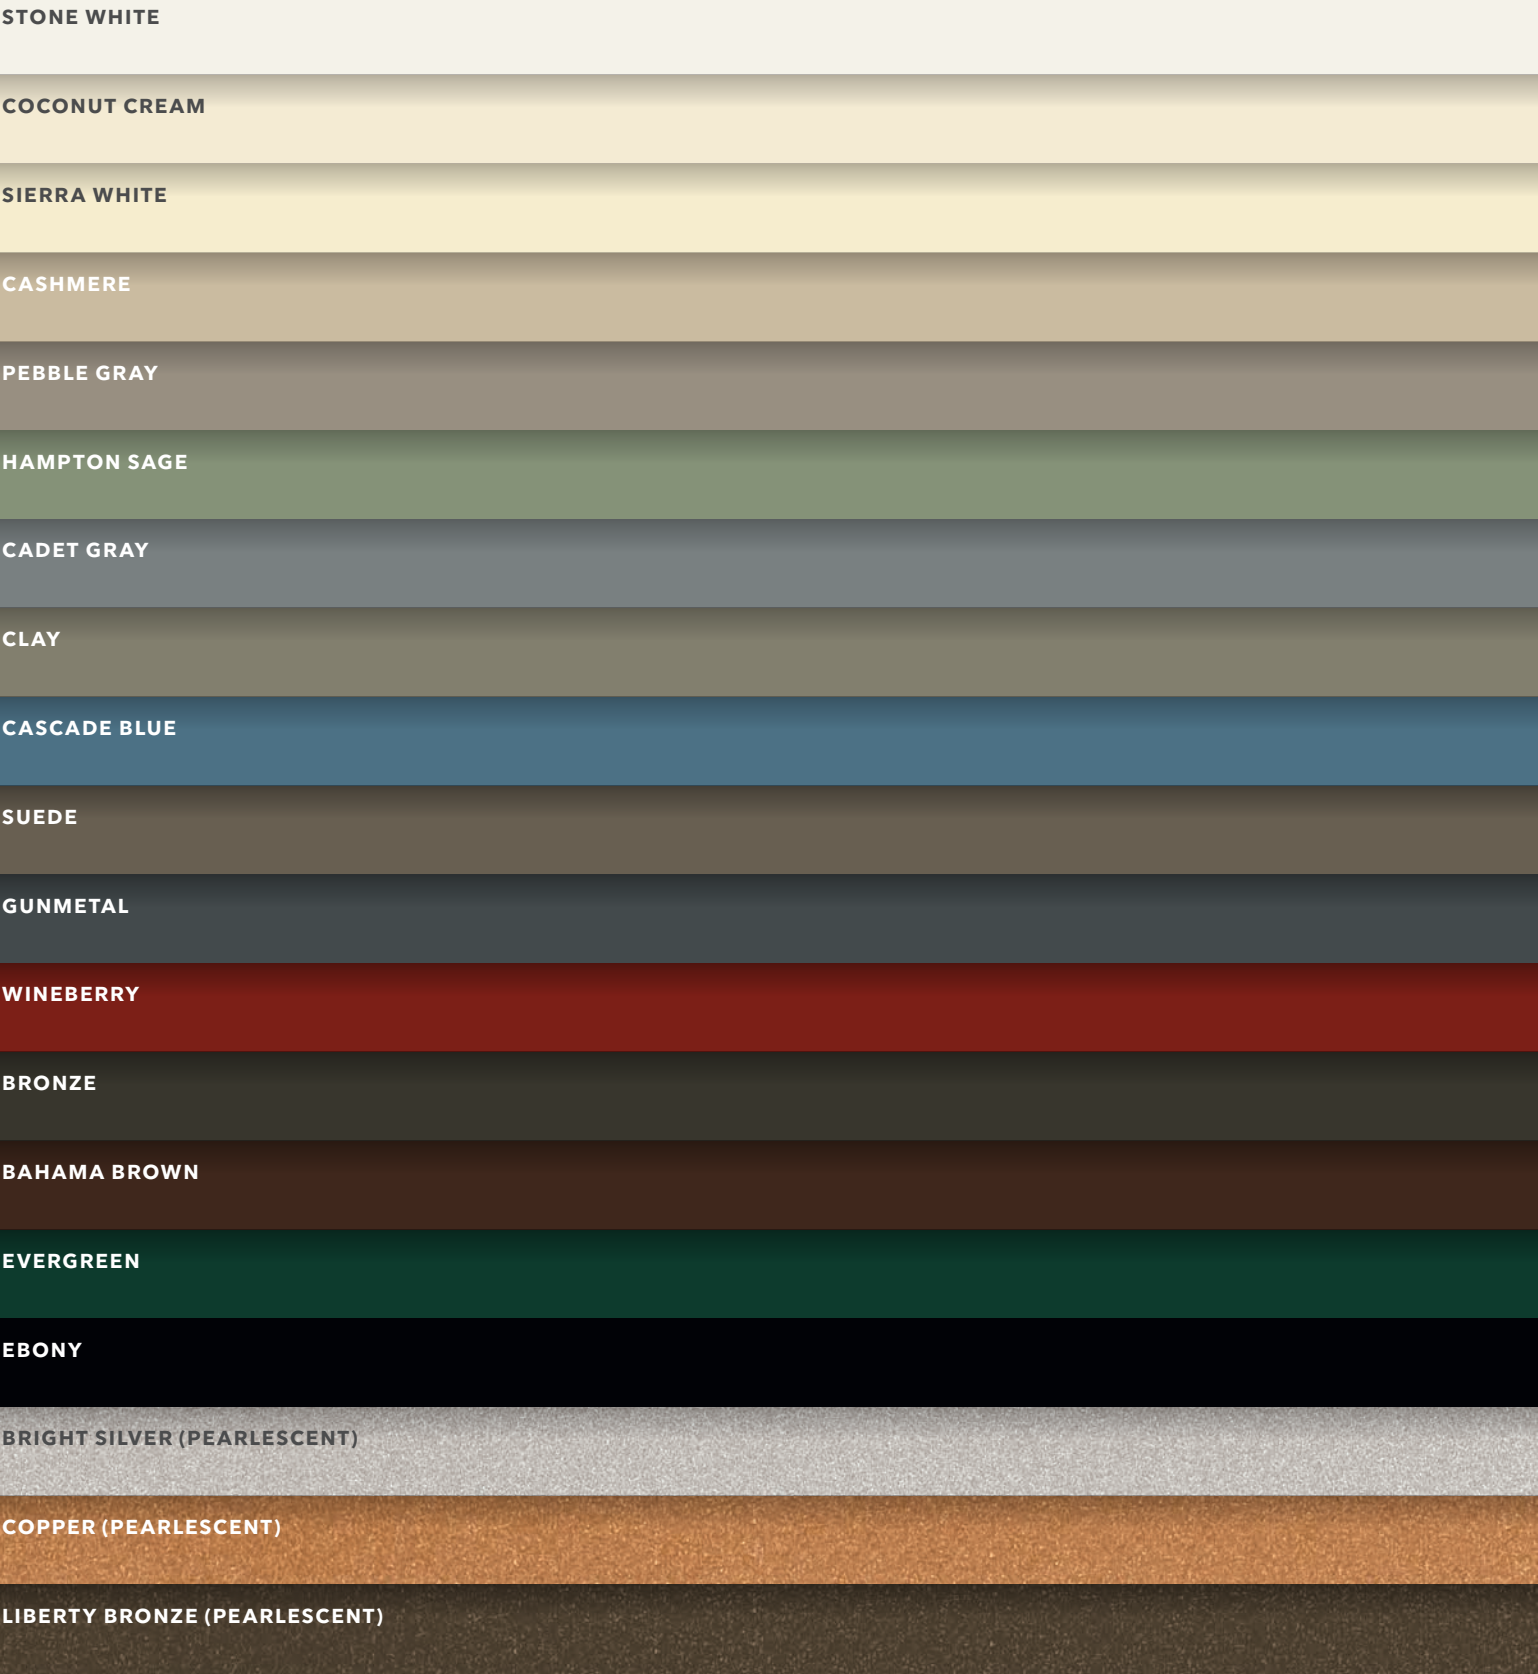 STONE WHITE
COCONUT CREAM
SIERRA WHITE
CASHMERE
PEBBLE GRAY
HAMPTON SAGE
CADET GRAY
CLAY
CASCADE BLUE
SUEDE
GUNMETAL
WINEBERRY
BRONZE
BAHAMA BROWN
EVERGREEN
EBONY
BRIGHT SILVER (PEARLESCENT)
COPPER (PEARLESCENT)
LIBERTY BRONZE (PEARLESCENT)